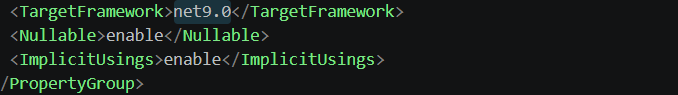 <TargetFramework>net9.0</TargetFramework>
<Nullable>enable</Nullable>
<ImplicitUsings>enable</ImplicitUsings>
/PropertyGroup>